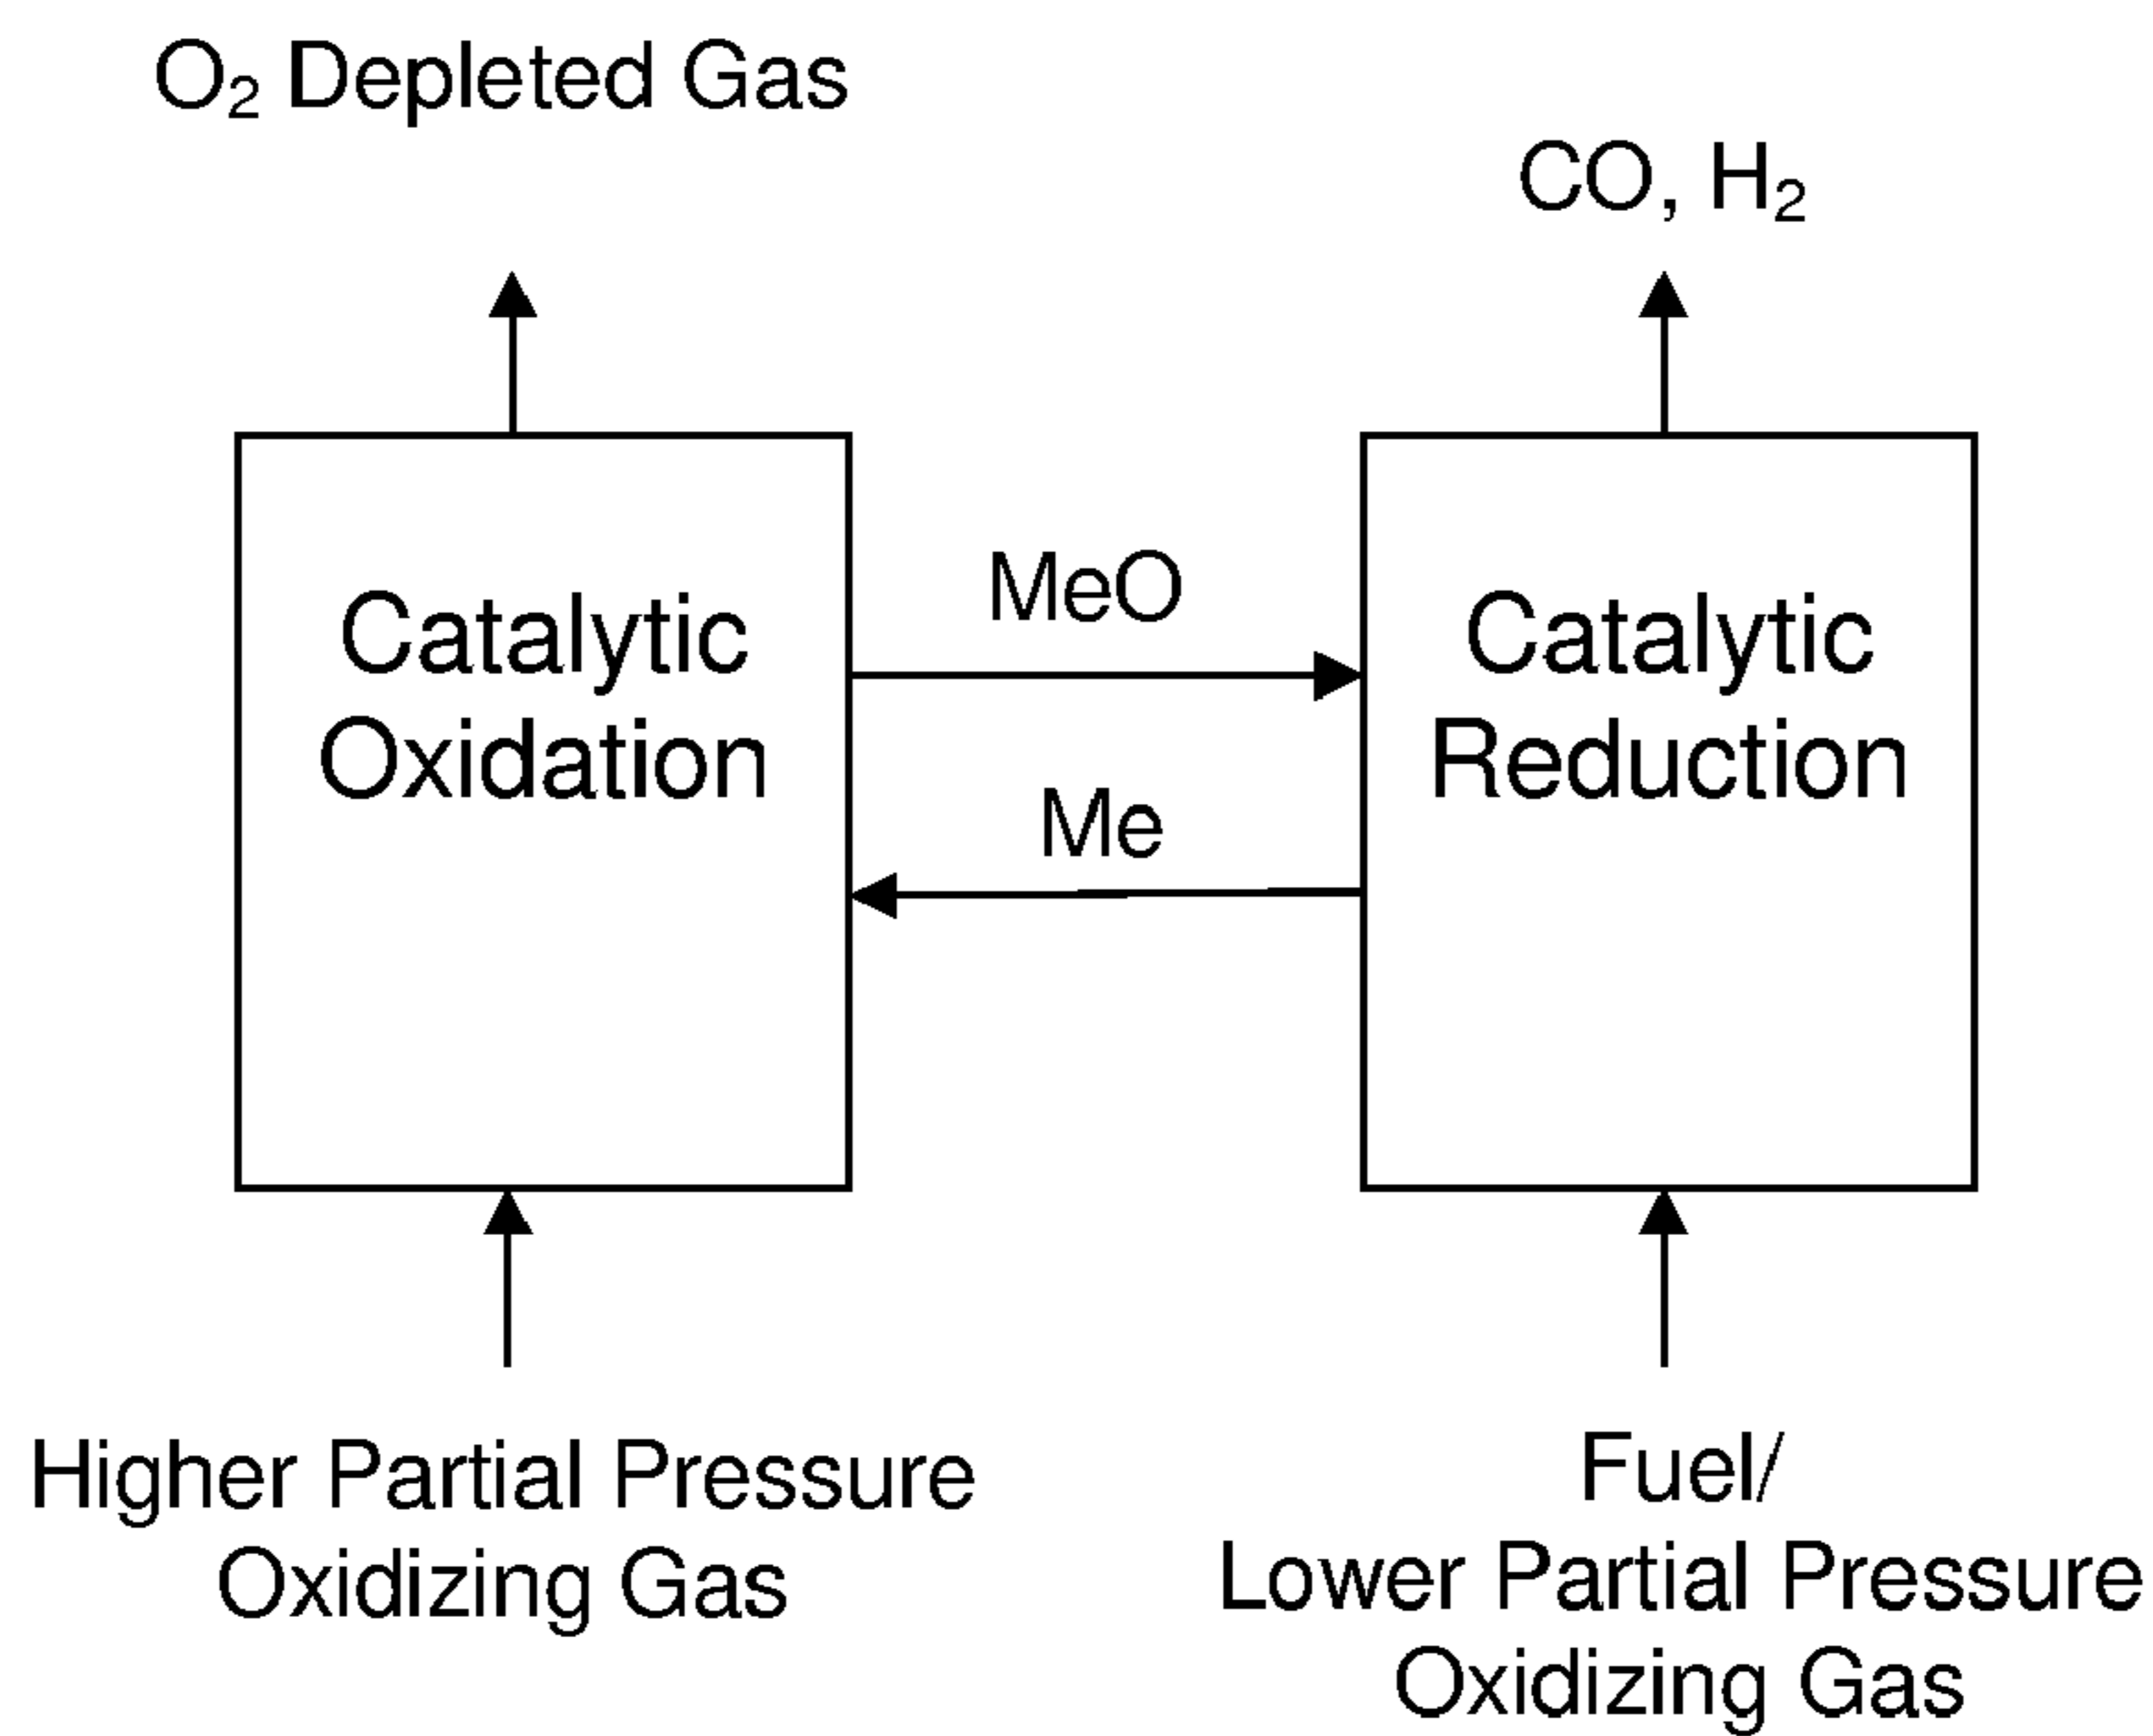 O₂ Depleted Gas
CO, H₂
Catalytic
Oxidation
MeO
Me
Catalytic
Reduction
Higher Partial Pressure
Oxidizing Gas
Fuel/
Lower Partial Pressure
Oxidizing Gas